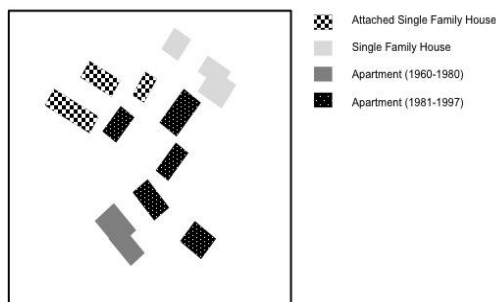 Attached Single Family House
Single Family House
Apartment (1960-1980)
Apartment (1981-1997)